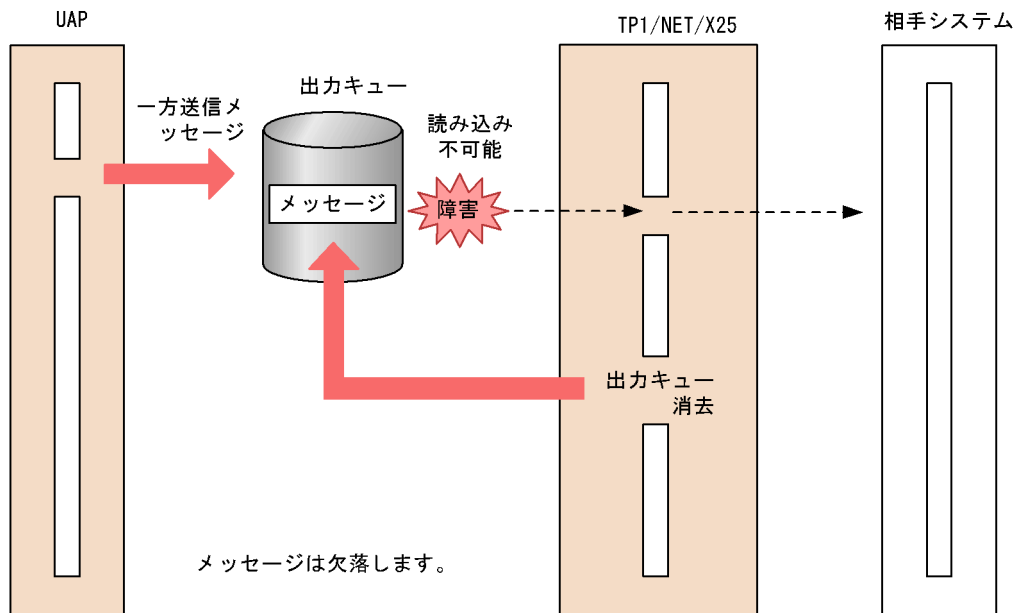 UAP
TP1/NET/X25
相手システム
一方送信メ
ッセージ
出力キュー
読み込み
不可能
メッセージ
障害
出力キュー
消去
メッセージは欠落します。